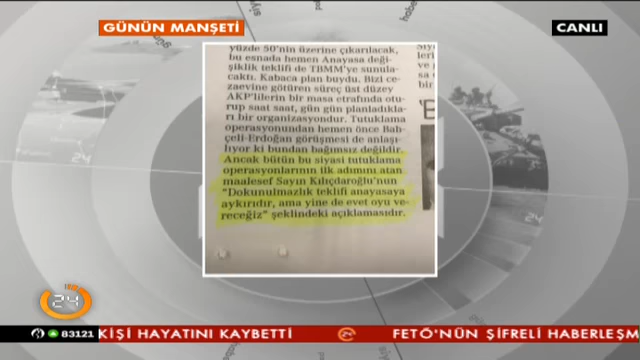 GÜNÜN MANŞETİ
CANLI
yüzde 50'nin üzerine çıkarılacak,
bu esnada hemen Anayasa deği-
şiklik teklifi de TBMM'ye sunula-
caktı. Kabaca plan buydu. Bizi ce-
zaevine götüren süreç üst düzey
AKP'lilerin bir masa etrafında otu-
rup saat saat, gün gün planladıkla-
rı bir organizasyondur. Tutuklama
operasyonundan hemen önce Bah-
çeli-Erdoğan görüşmesi de anlaşı-
lıyor ki bundan bağımsız değildir.
Ancak bütün bu siyasi tutuklama
operasyonlarının ilk adımını atan
maalesef Sayın Kılıçdaroğlu'nun
"Dokunulmazlık teklifi anayasaya
aykırıdır, ama yine de evet oyu ve-
receğiz" şeklindeki açıklamasıdır.
24
83121 KİŞİ HAYATINI KAYBETTİ 24 FETÖ'NÜN ŞİFRELİ HABERLEŞM